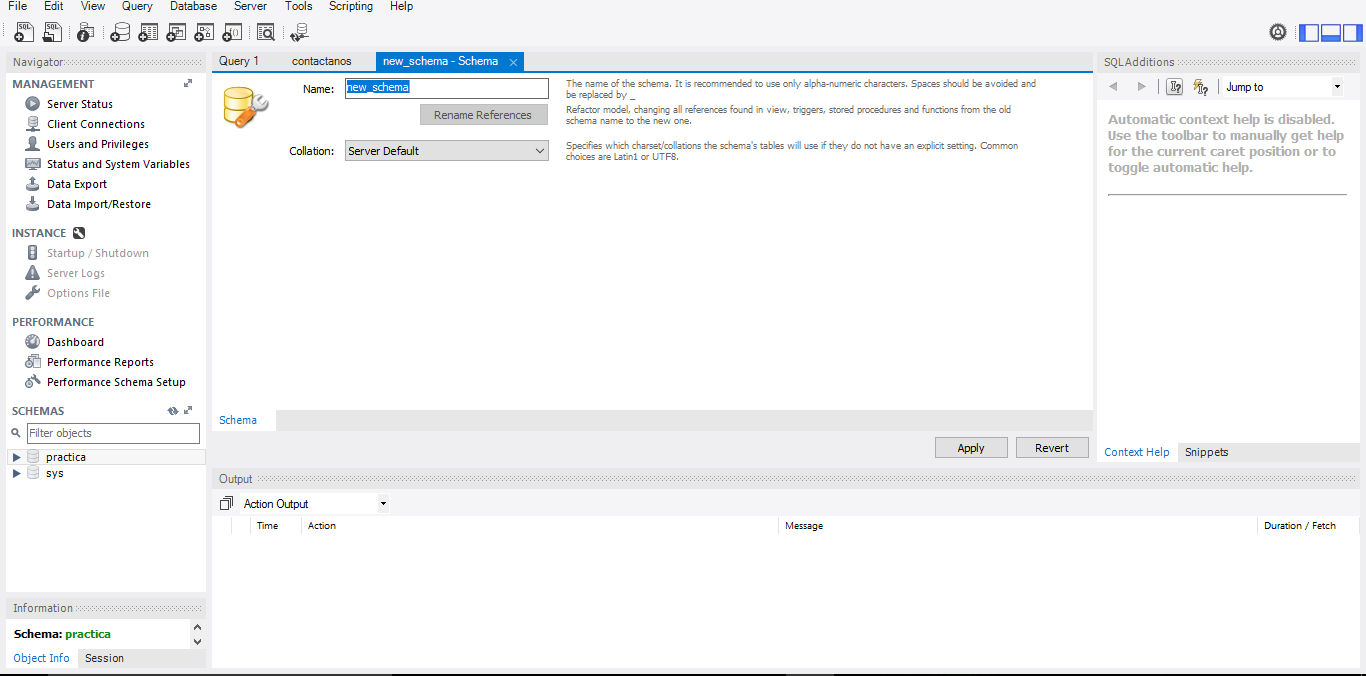 File Edit View Query Database Server Tools Scripting Help
Navigator
MANAGEMENT
Server Status
Client Connections
Users and Privileges
Status and System Variables
Data Export
Data Import/Restore
INSTANCE
Startup / Shutdown
Server Logs
Options File
PERFORMANCE
Dashboard
Performance Reports
Performance Schema Setup
SCHEMAS
Filter objects
practica
sys
Information
Schema: practica
Object Info Session
Query 1 contactanos new_schema - Schema
Name: new_schema
The name of the schema. It is recommended to use only alpha-numeric characters. Spaces should be avoided and
be replaced by _
Rename References
Refactor model, changing all references found in view, triggers, stored procedures and functions from the old
schema name to the new one.
Collation: Server Default
Specifies which charset/collations the schema's tables will use if they do not have an explicit setting. Common
choices are Latin1 or UTF8.
Schema
Apply Revert
Output
Action Output
Time Action Message Duration / Fetch
SQLAdditions
Jump to
Automatic context help is disabled.
Use the toolbar to manually get help
for the current caret position or to
toggle automatic help.
Context Help Snippets